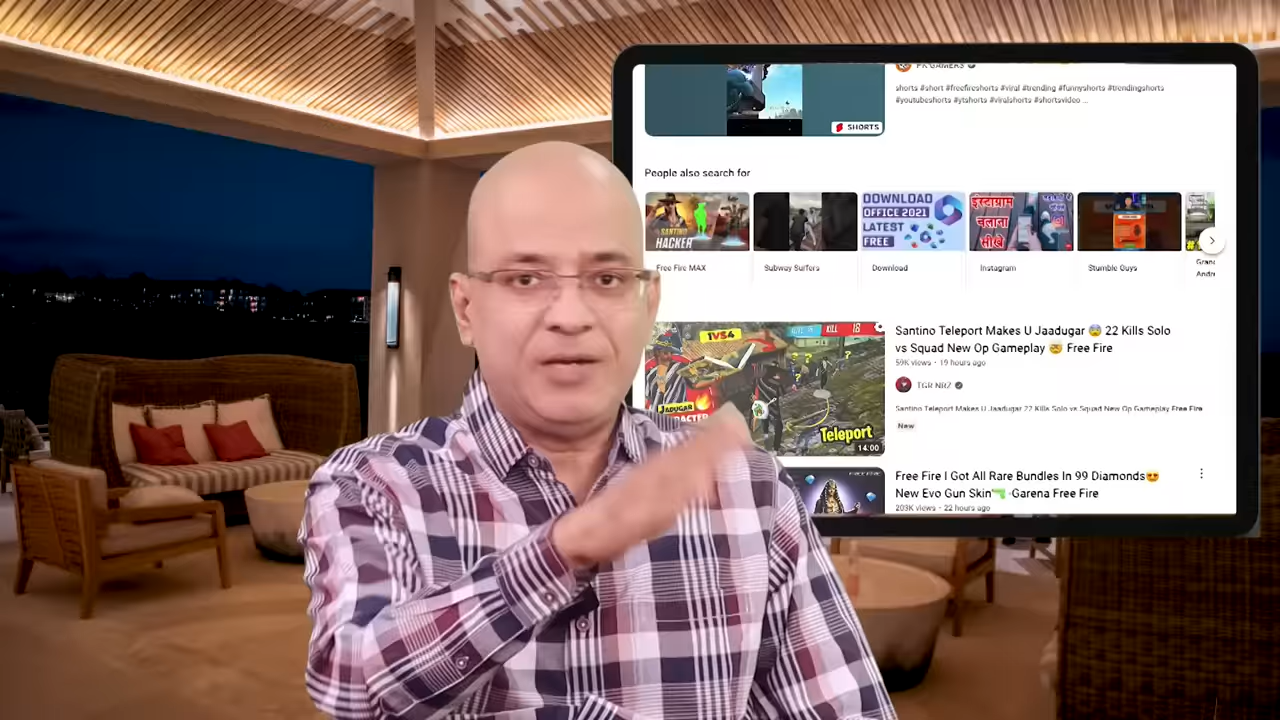 PK GAMERS
shorts #short #freefireshorts #viral #trending #funnyshorts #trendingshorts
#youtubeshorts #ytshorts #viralshorts #shortsvideo ...
SHORTS
People also search for
SANTINO
HACKER
DOWNLOAD
OFFICE 2021
LATEST
FREE
इंस्टाग्राम
चलाना
सीखे
Free Fire MAX
Subway Surfers
Download
Instagram
Stumble Guys
Gran
Andr
1VS4
KILL
18
JADUGAR
Teleport
14:00
Santino Teleport Makes U Jaadugar 😨 22 Kills Solo
vs Squad New Op Gameplay 🤯 Free Fire
59K views • 19 hours ago
TGR NRZ
Santino Teleport Makes U Jaadugar 22 Kills Solo vs Squad New Op Gameplay Free Fire
New
Free Fire I Got All Rare Bundles In 99 Diamonds😍
New Evo Gun Skin🔫 -Garena Free Fire
203K views • 22 hours ago